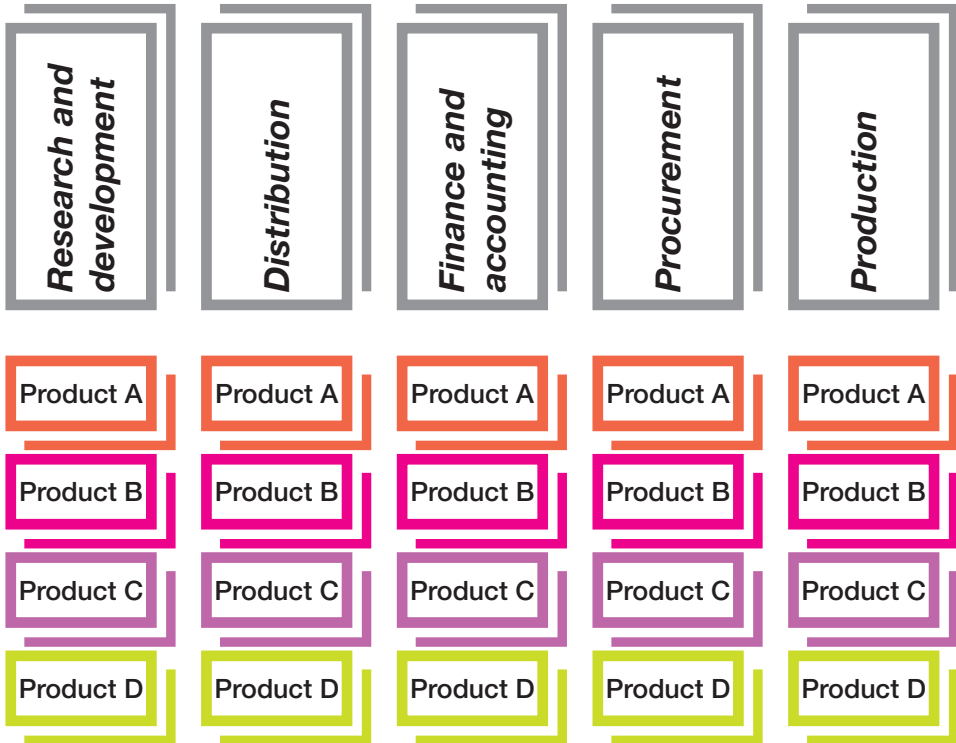 Research and
development
Distribution
Finance and
accounting
Procurement
Production
Product A
Product A
Product A
Product A
Product A
Product B
Product B
Product B
Product B
Product B
Product C
Product C
Product C
Product C
Product C
Product D
Product D
Product D
Product D
Product D